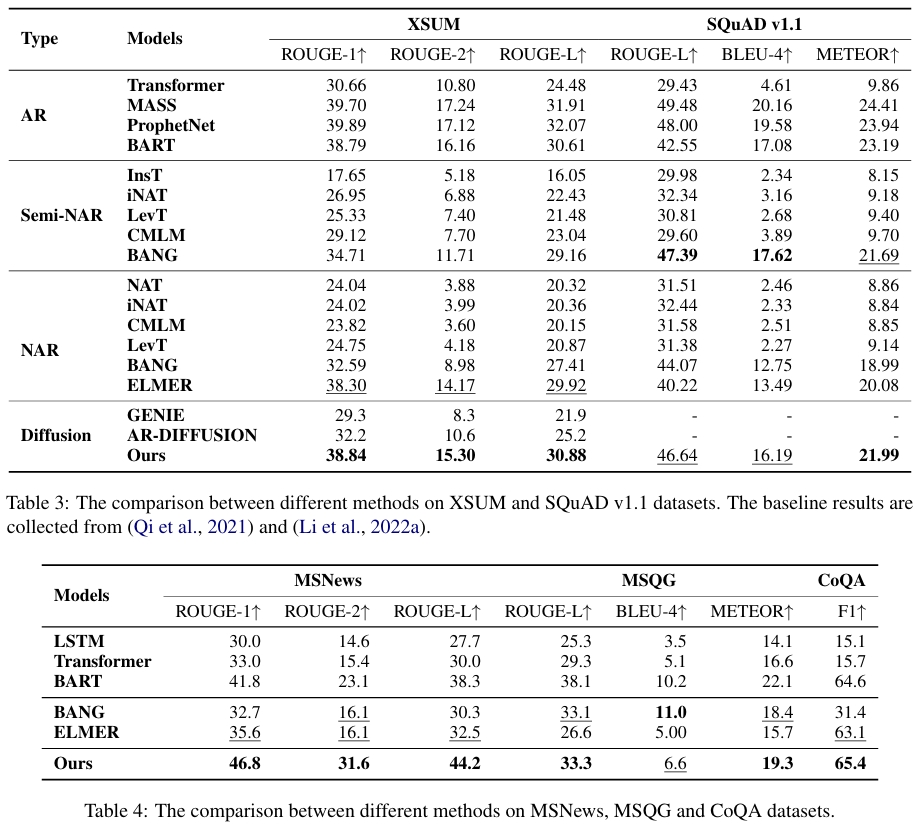 Type Models XSUM SQuAD v1.1
ROUGE-1↑ ROUGE-2↑ ROUGE-L↑ ROUGE-L↑ BLEU-4↑ METEOR↑
AR
Transformer 30.66 10.80 24.48 29.43 4.61 9.86
MASS 39.70 17.24 31.91 49.48 20.16 24.41
ProphetNet 39.89 17.12 32.07 48.00 19.58 23.94
BART 38.79 16.16 30.61 42.55 17.08 23.19
Semi-NAR
InsT 17.65 5.18 16.05 29.98 2.34 8.15
iNAT 26.95 6.88 22.43 32.34 3.16 9.18
LevT 25.33 7.40 21.48 30.81 2.68 9.40
CMLM 29.12 7.70 23.04 29.60 3.89 9.70
BANG 34.71 11.71 29.16 47.39 17.62 21.69
NAR
NAT 24.04 3.88 20.32 31.51 2.46 8.86
iNAT 24.02 3.99 20.36 32.44 2.33 8.84
CMLM 23.82 3.60 20.15 31.58 2.51 8.85
LevT 24.75 4.18 20.87 31.38 2.27 9.14
BANG 32.59 8.98 27.41 44.07 12.75 18.99
ELMER 38.30 14.17 29.92 40.22 13.49 20.08
Diffusion
GENIE 29.3 8.3 21.9 - - -
AR-DIFFUSION 32.2 10.6 25.2 - - -
Ours 38.84 15.30 30.88 46.64 16.19 21.99
Table 3: The comparison between different methods on XSUM and SQuAD v1.1 datasets. The baseline results are
collected from (Qi et al., 2021) and (Li et al., 2022a).
Models MSNews MSQG CoQA
ROUGE-1↑ ROUGE-2↑ ROUGE-L↑ ROUGE-L↑ BLEU-4↑ METEOR↑ F1↑
LSTM 30.0 14.6 27.7 25.3 3.5 14.1 15.1
Transformer 33.0 15.4 30.0 29.3 5.1 16.6 15.7
BART 41.8 23.1 38.3 38.1 10.2 22.1 64.6
BANG 32.7 16.1 30.3 33.1 11.0 18.4 31.4
ELMER 35.6 16.1 32.5 26.6 5.00 15.7 63.1
Ours 46.8 31.6 44.2 33.3 6.6 19.3 65.4
Table 4: The comparison between different methods on MSNews, MSQG and CoQA datasets.